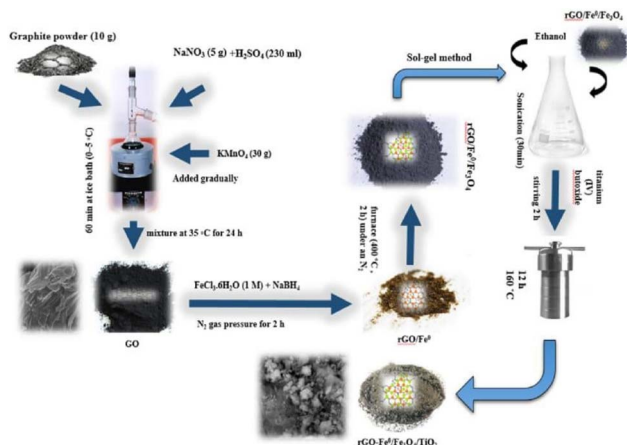 Graphite powder (10 g)
NaNO₃ (5 g) +H₂SO₄ (230 ml)
60 min at ice bath (0–5 °C)
KMnO₄ (30 g)
Added gradually
mixture at 35 °C for 24 h
GO
FeCl₃.6H₂O (1 M) + NaBH₄
N₂ gas pressure for 2 h
rGO/Fe⁰
furnace (400 °C ,
2 h) under an N₂
rGO/Fe⁰/Fe₃O₄
Sol-gel method
rGO/Fe⁰/Fe₃O₄
Ethanol
Sonication (30min)
titanium
(IV)
butoxide
stirring 2 h
12 h
160 °C
rGO-Fe⁰/Fe₃O₄/TiO₂